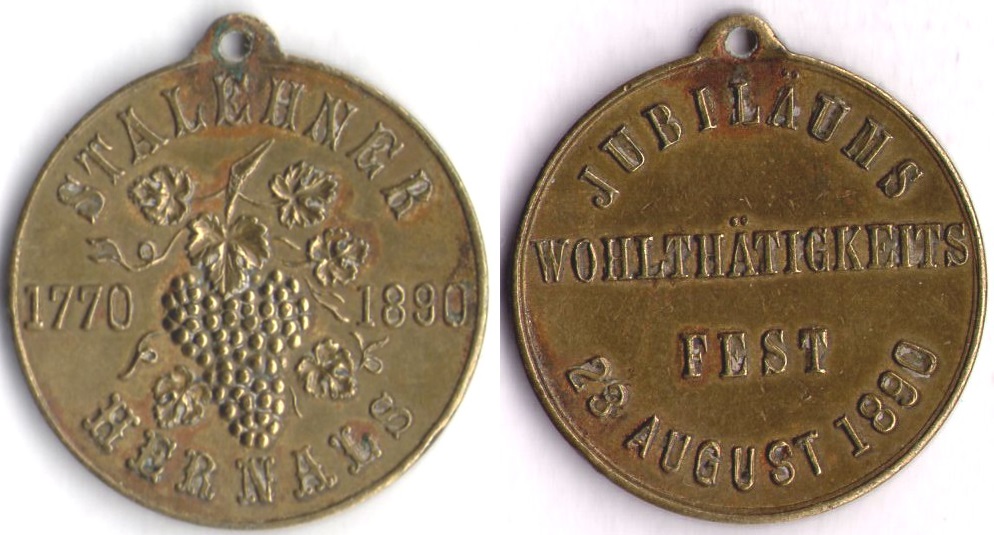 STALEHNER
1770 1890
HERNALS
JUBILÄUMS
WOHLTHÄTIGKEITS
FEST
23. AUGUST 1890